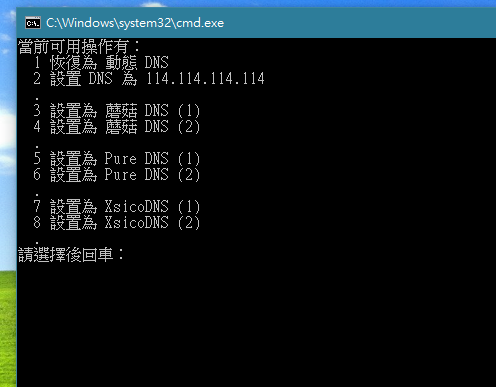 C:\Windows\system32\cmd.exe
當前可用操作有：
1 恢復為 動態 DNS
2 設置 DNS 為 114.114.114.114
.
3 設置為 蘑菇 DNS (1)
4 設置為 蘑菇 DNS (2)
.
5 設置為 Pure DNS (1)
6 設置為 Pure DNS (2)
.
7 設置為 XsicoDNS (1)
8 設置為 XsicoDNS (2)
.
請選擇後回車：